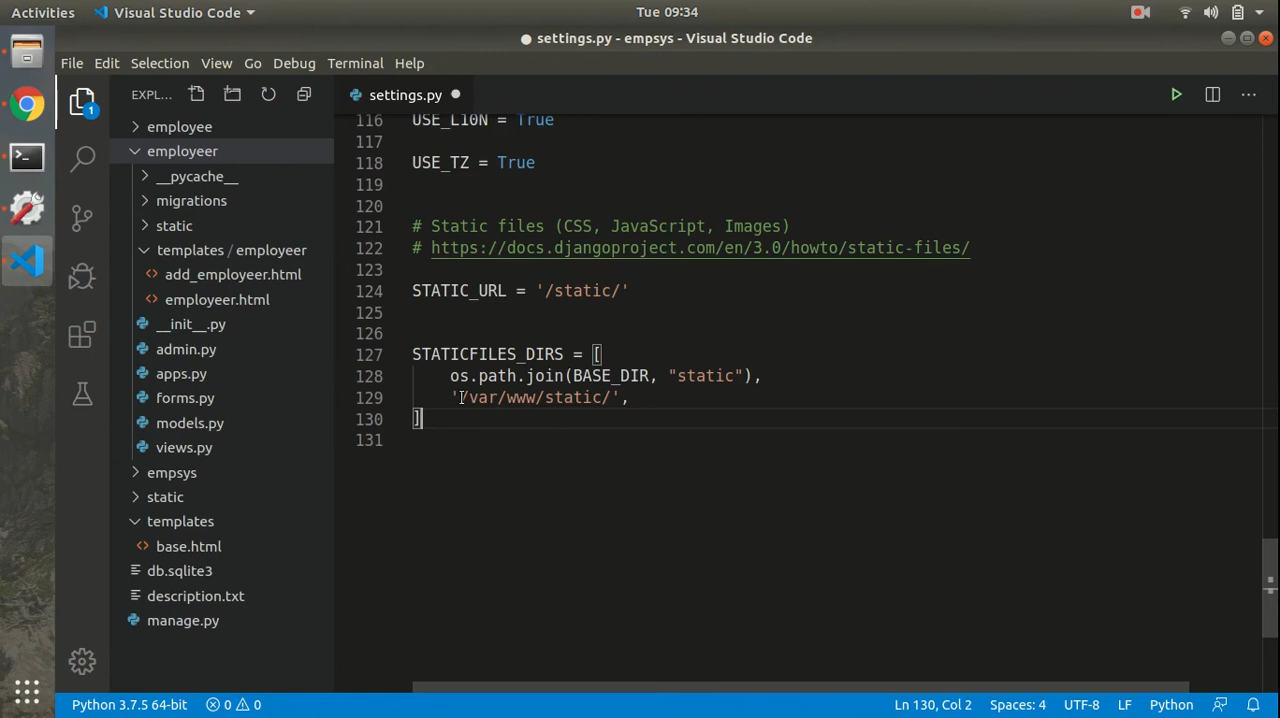 Activities Visual Studio Code Tue 09:34
settings.py - empsys - Visual Studio Code
File Edit Selection View Go Debug Terminal Help
EXPL... settings.py
1
employee
employeer
__pycache__
migrations
static
templates / employeer
add_employeer.html
employeer.html
__init__.py
admin.py
apps.py
forms.py
models.py
views.py
empsys
static
templates
base.html
db.sqlite3
description.txt
manage.py
116 USE_L10N = True
117
118 USE_TZ = True
119
120
121 # Static files (CSS, JavaScript, Images)
122 # https://docs.djangoproject.com/en/3.0/howto/static-files/
123
124 STATIC_URL = '/static/'
125
126
127 STATICFILES_DIRS = [
128 os.path.join(BASE_DIR, "static"),
129 '/var/www/static/',
130 ]
131
Python 3.7.5 64-bit 0 0 Ln 130, Col 2 Spaces: 4 UTF-8 LF Python